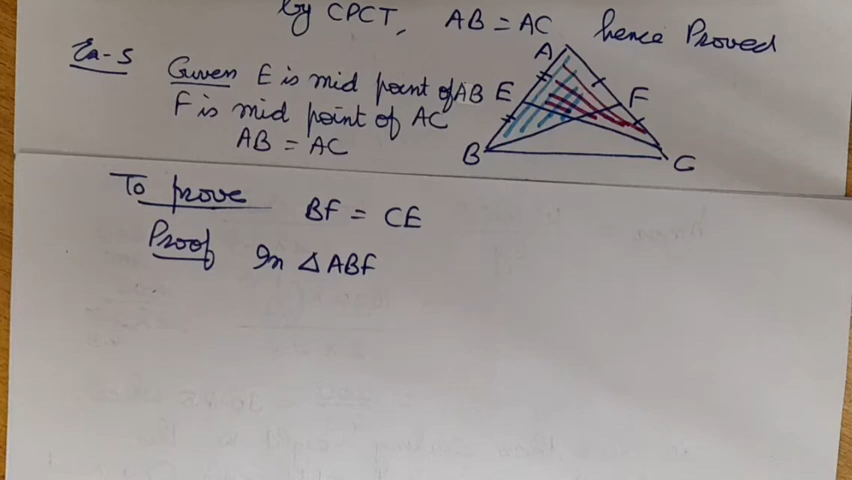 by CPCT, AB = AC hence Proved
Ex-5
Given E is mid point of AB
F is mid point of AC
AB = AC
A
E
F
B
C
To prove BF = CE
Proof In △ ABF